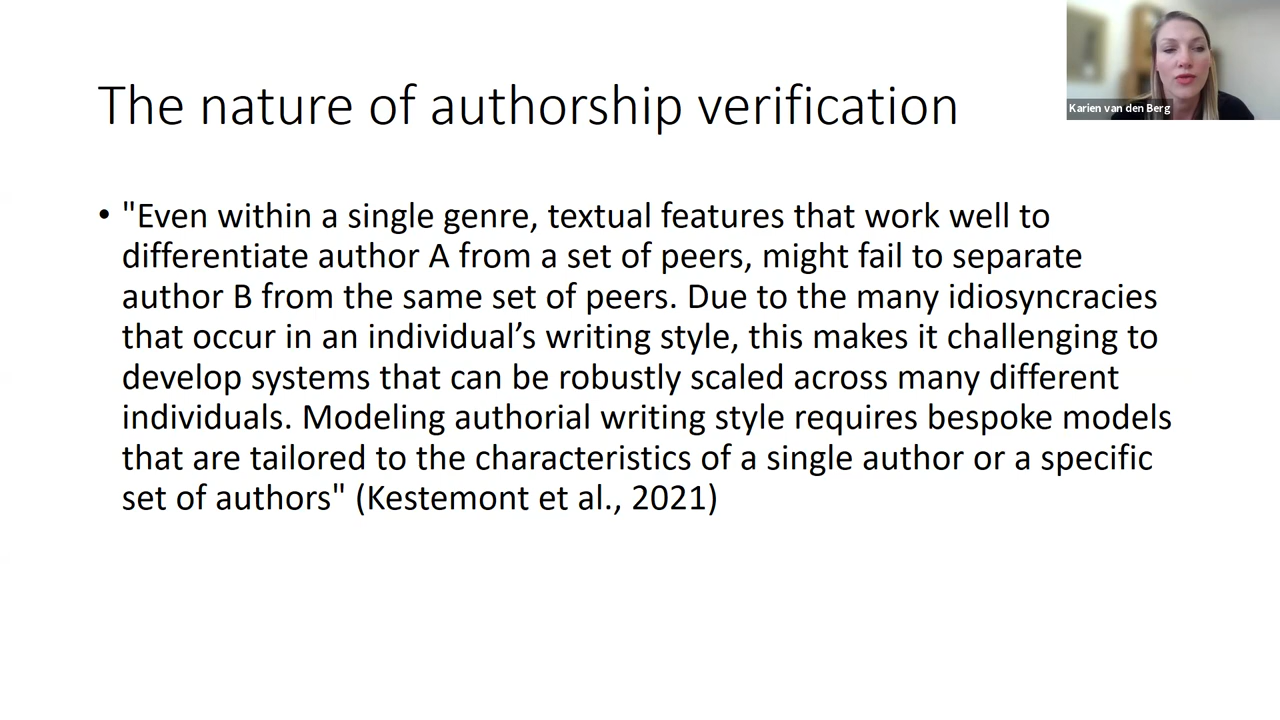 The nature of authorship verification
Karien van den Berg
• "Even within a single genre, textual features that work well to
differentiate author A from a set of peers, might fail to separate
author B from the same set of peers. Due to the many idiosyncracies
that occur in an individual’s writing style, this makes it challenging to
develop systems that can be robustly scaled across many different
individuals. Modeling authorial writing style requires bespoke models
that are tailored to the characteristics of a single author or a specific
set of authors" (Kestemont et al., 2021)